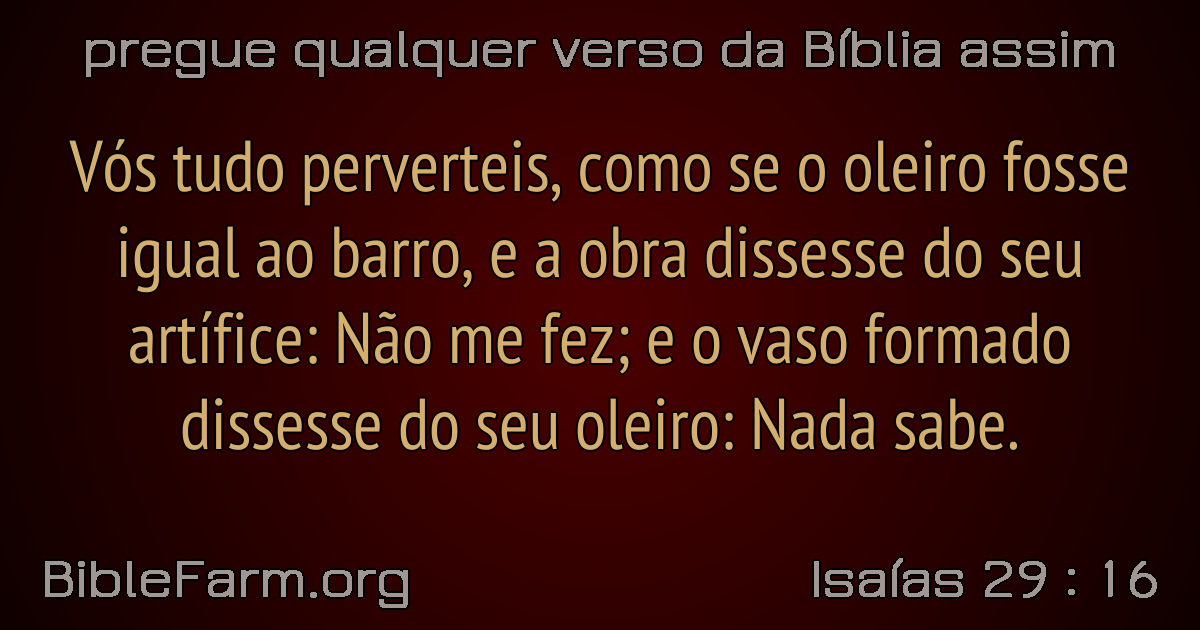 pregue qualquer verso da Bíblia assim
Vós tudo perverteis, como se o oleiro fosse
igual ao barro, e a obra dissesse do seu
artífice: Não me fez; e o vaso formado
dissesse do seu oleiro: Nada sabe.
BibleFarm.org
Isaías 29 : 16